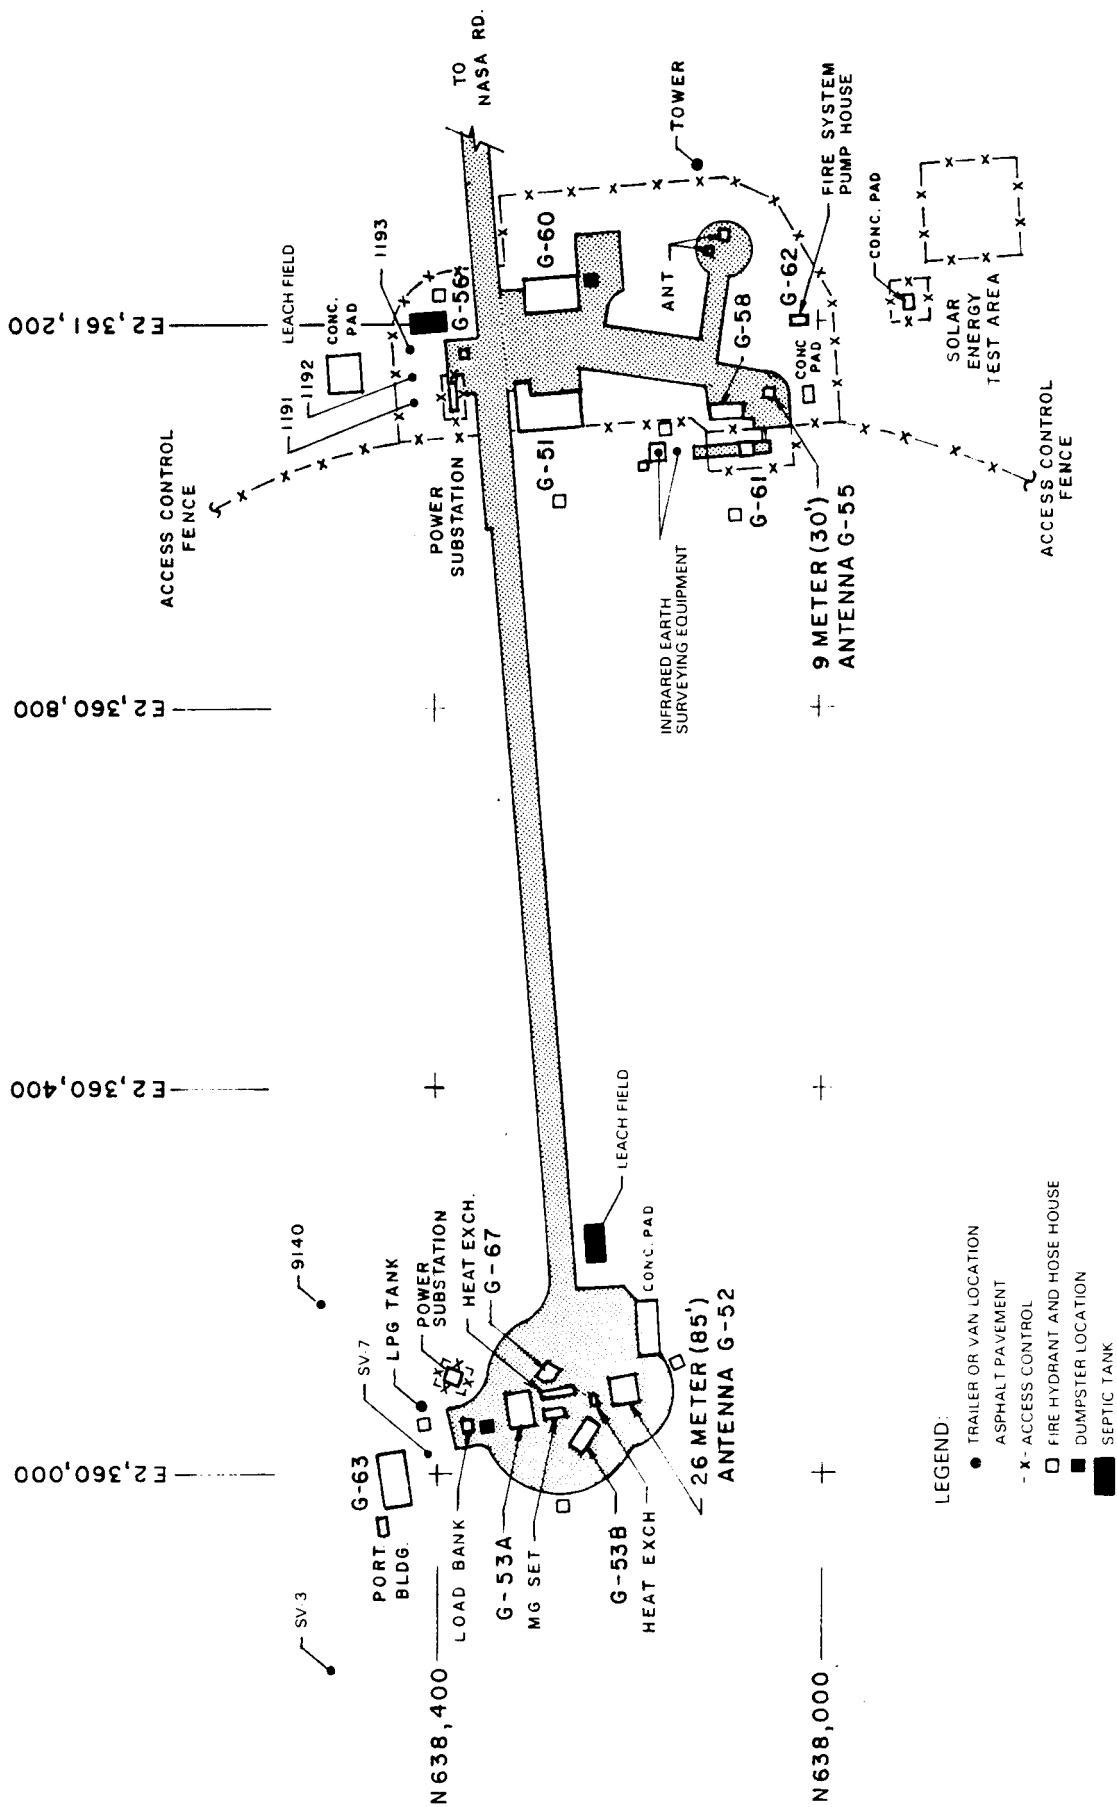 TO
NASA RD.
TOWER
FIRE SYSTEM
PUMP HOUSE
CONC. PAD
SOLAR
ENERGY
TEST AREA
G-60
ANT
G-62
CONC
PAD
G-58
1193
LEACH FIELD
CONC.
PAD
1192
1191
G-56
E2,361,200
ACCESS CONTROL
FENCE
POWER
SUBSTATION
G-51
G-61
INFRARED EARTH
SURVEYING EQUIPMENT
9 METER (30')
ANTENNA G-55
ACCESS CONTROL
FENCE
E2,360,800
E2,360,400
9140
SV-7
LPG TANK
POWER
SUBSTATION
HEAT EXCH.
G-67
LEACH FIELD
CONC. PAD
26 METER (85')
ANTENNA G-52
E2,360,000
G-63
PORT.
BLDG.
SV-3
LOAD BANK
G-53A
MG SET
G-53B
HEAT EXCH
N638,400
N638,000
LEGEND:
TRAILER OR VAN LOCATION
ASPHALT PAVEMENT
-X- ACCESS CONTROL
FIRE HYDRANT AND HOSE HOUSE
DUMPSTER LOCATION
SEPTIC TANK